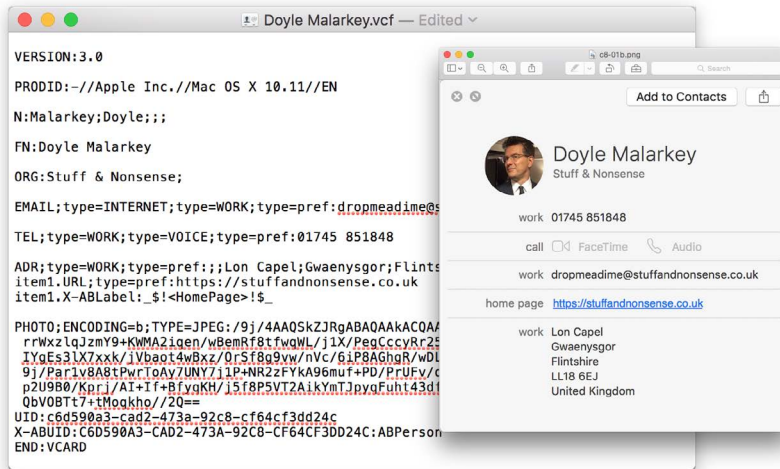 Doyle Malarkey.vcf — Edited
VERSION:3.0
PRODID:-//Apple Inc.//Mac OS X 10.11//EN
N:Malarkey;Doyle;;;
FN:Doyle Malarkey
ORG:Stuff & Nonsense;
EMAIL;type=INTERNET;type=WORK;type=pref:dropmeadime@s
TEL;type=WORK;type=VOICE;type=pref:01745 851848
ADR;type=WORK;type=pref:;;Lon Capel;Gwaenysgor;Flints
item1.URL;type=pref:https://stuffandnonsense.co.uk
item1.X-ABLabel:_$!<HomePage>!$_
PHOTO;ENCODING=b;TYPE=JPEG:/9j/4AAQSkZJRgABAQAAkACQAA
rrWxzlqJzmY9+KWMA2iqen/wBemRf8tfwgWL/j1X/PegCccyRr25
IYgEs3lX7xxk/jVbaot4wBxz/OrSf8g9vw/nVc/6iP8AGhgR/wDL
9j/Par1v8A8tPwrToAy7UNY7j1P+NR2zFYkA96muf+PD/PrUFv/
p2U9B0/Kprj/AI+If+BfyqKH/j5f8P5VT2AikYmTJpyqFuht43df
QbVOBTt7+tMoqkho//2Q==
UID:c6d590a3-cad2-473a-92c8-cf64cf3dd24c
X-ABUID:C6D590A3-CAD2-473A-92C8-CF64CF3DD24C:ABPerson
END:VCARD
c8-01b.png
Search
Add to Contacts
Doyle Malarkey
Stuff & Nonsense
work 01745 851848
call FaceTime Audio
work dropmeadime@stuffandnonsense.co.uk
home page https://stuffandnonsense.co.uk
work Lon Capel
Gwaenysgor
Flintshire
LL18 6EJ
United Kingdom